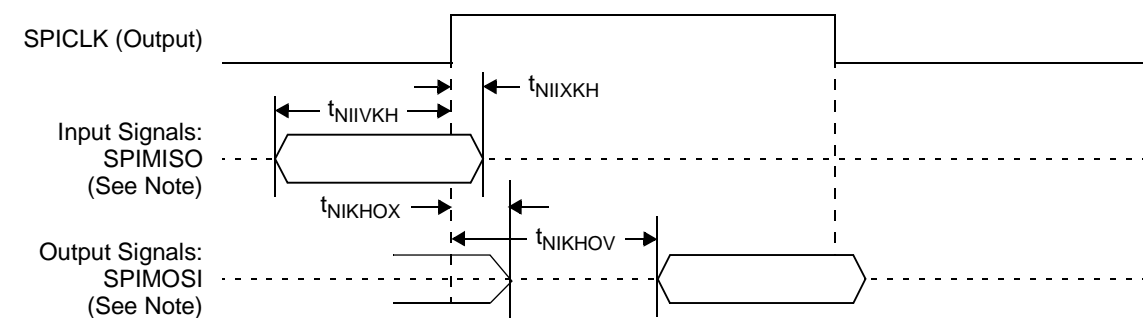 SPICLK (Output)
tNIIXKH
tNIIVKH
Input Signals:
SPIMISO
(See Note)
tNIKHOX
tNIKHOV
Output Signals:
SPIMOSI
(See Note)